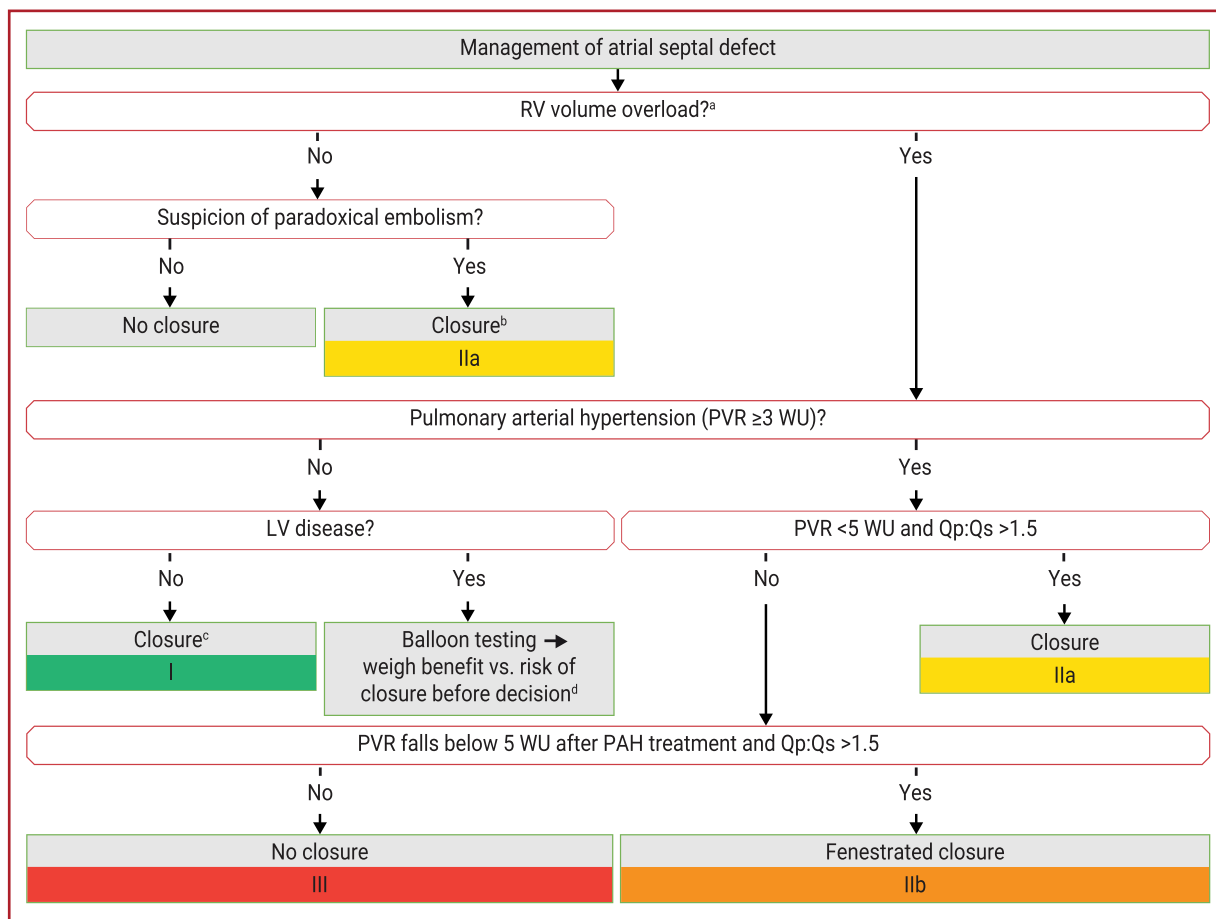 Management of atrial septal defect
RV volume overload?ᵃ
No
Yes
Suspicion of paradoxical embolism?
No
Yes
No closure
Closureᵇ
IIa
Pulmonary arterial hypertension (PVR ≥3 WU)?
No
Yes
LV disease?
PVR <5 WU and Qp:Qs >1.5
No
Yes
No
Yes
Closureᶜ
I
Balloon testing →
weigh benefit vs. risk of
closure before decisionᵈ
Closure
IIa
PVR falls below 5 WU after PAH treatment and Qp:Qs >1.5
No
Yes
No closure
III
Fenestrated closure
IIb